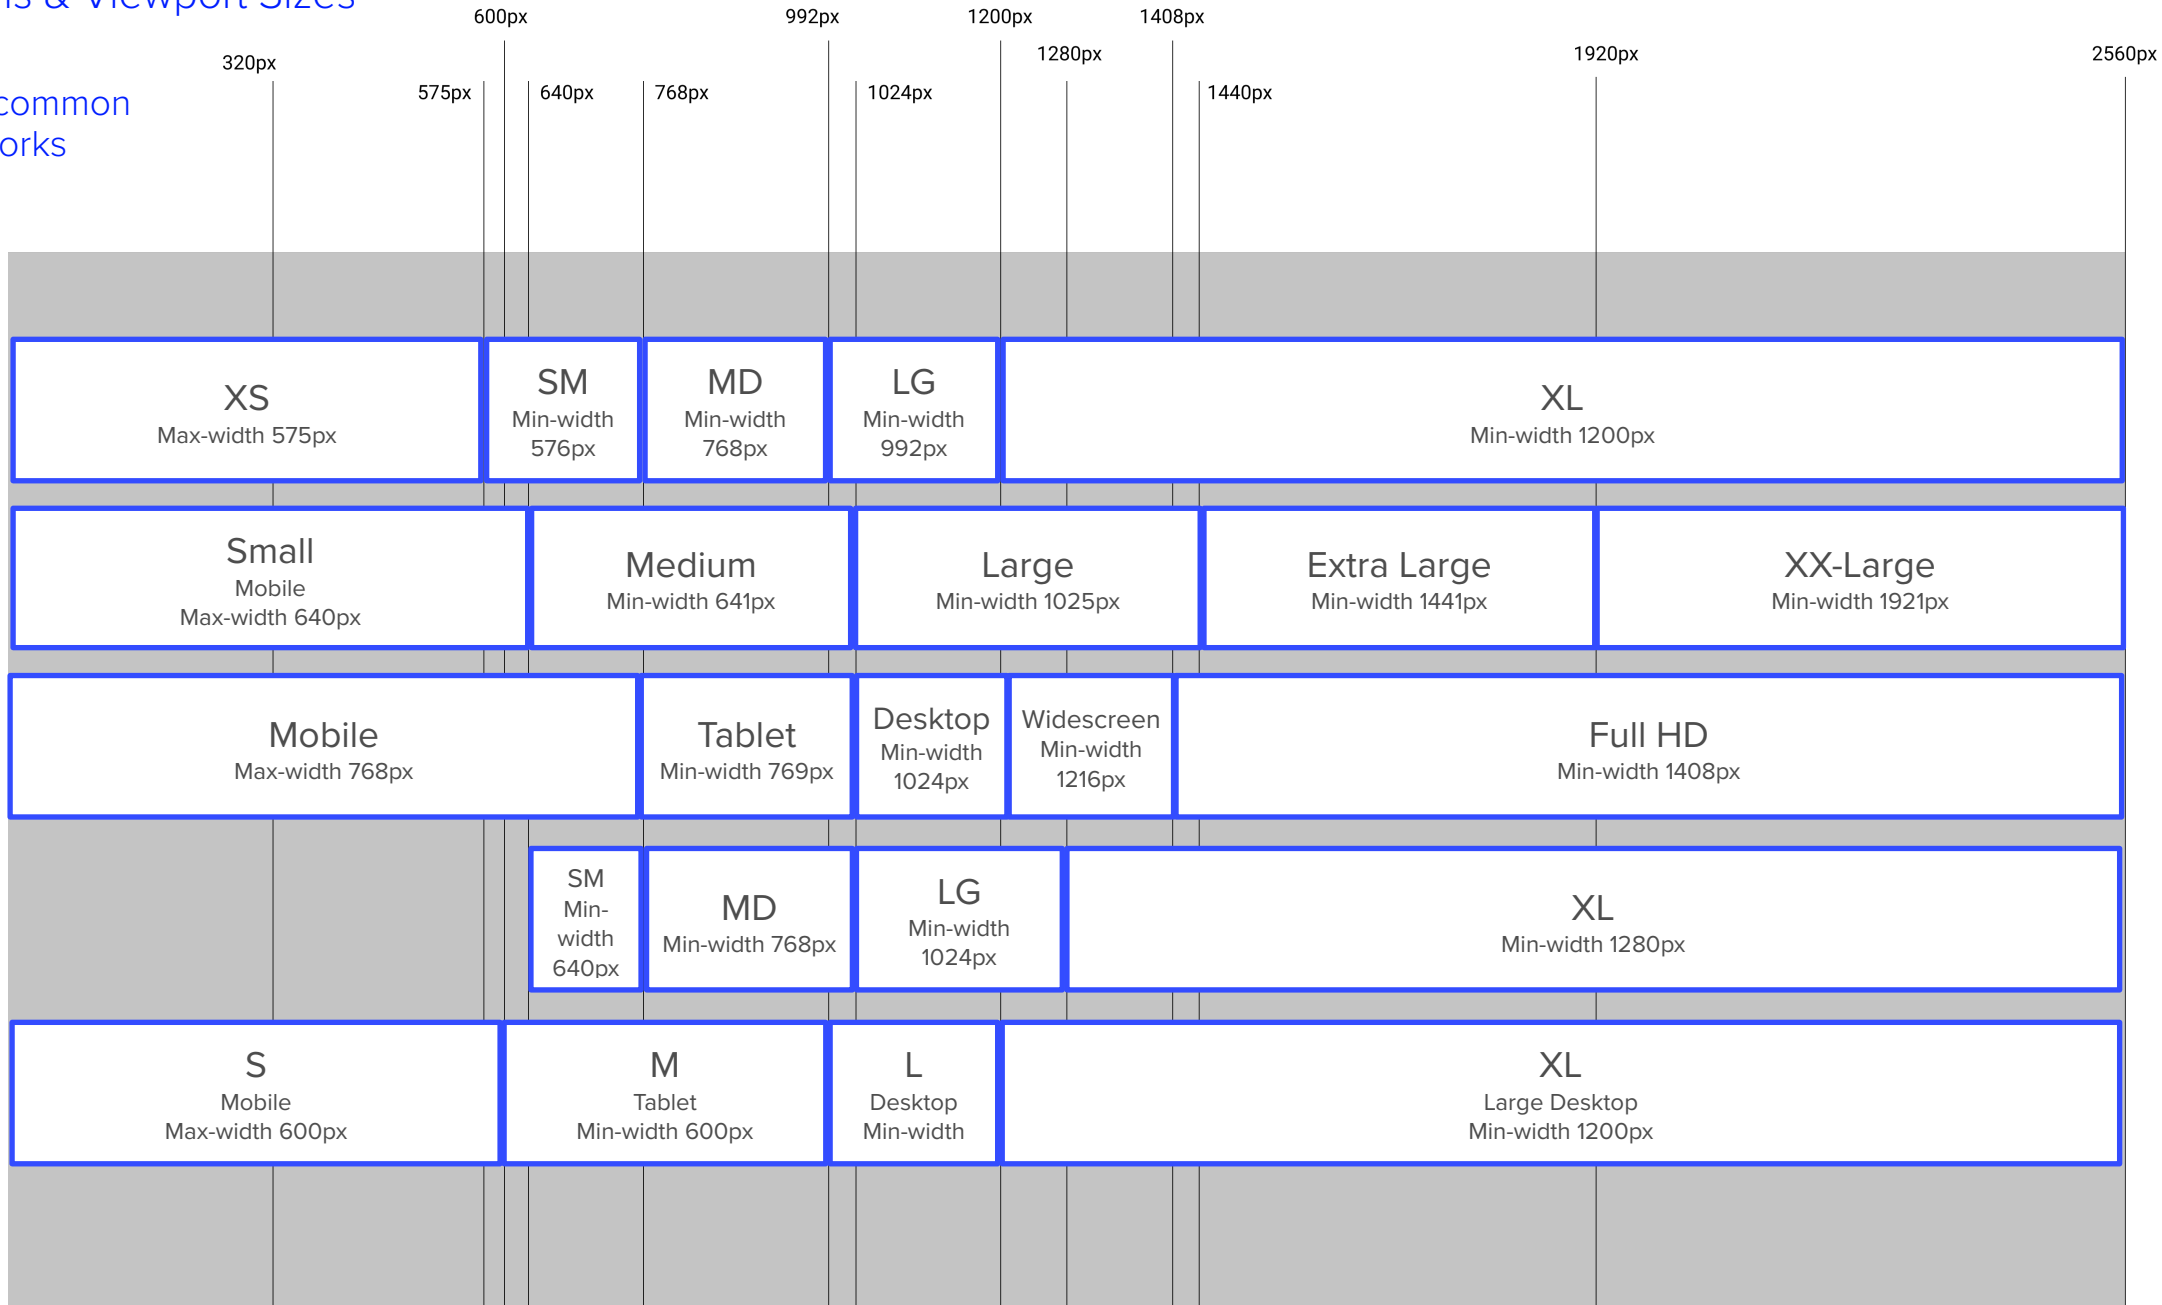 & Viewport Sizes
common
600px
992px
1200px
1408px
320px
1280px
1920px
2560px
575px
640px
768px
1024px
1440px
XS
Max-width 575px
SM
Min-width
576px
MD
Min-width
768px
LG
Min-width
992px
XL
Min-width 1200px
Small
Mobile
Max-width 640px
Medium
Min-width 641px
Large
Min-width 1025px
Extra Large
Min-width 1441px
XX-Large
Min-width 1921px
Mobile
Max-width 768px
Tablet
Min-width 769px
Desktop
Min-width
1024px
Widescreen
Min-width
1216px
Full HD
Min-width 1408px
SM
Min-
width
640px
MD
Min-width 768px
LG
Min-width
1024px
XL
Min-width 1280px
S
Mobile
Max-width 600px
M
Tablet
Min-width 600px
L
Desktop
Min-width
XL
Large Desktop
Min-width 1200px